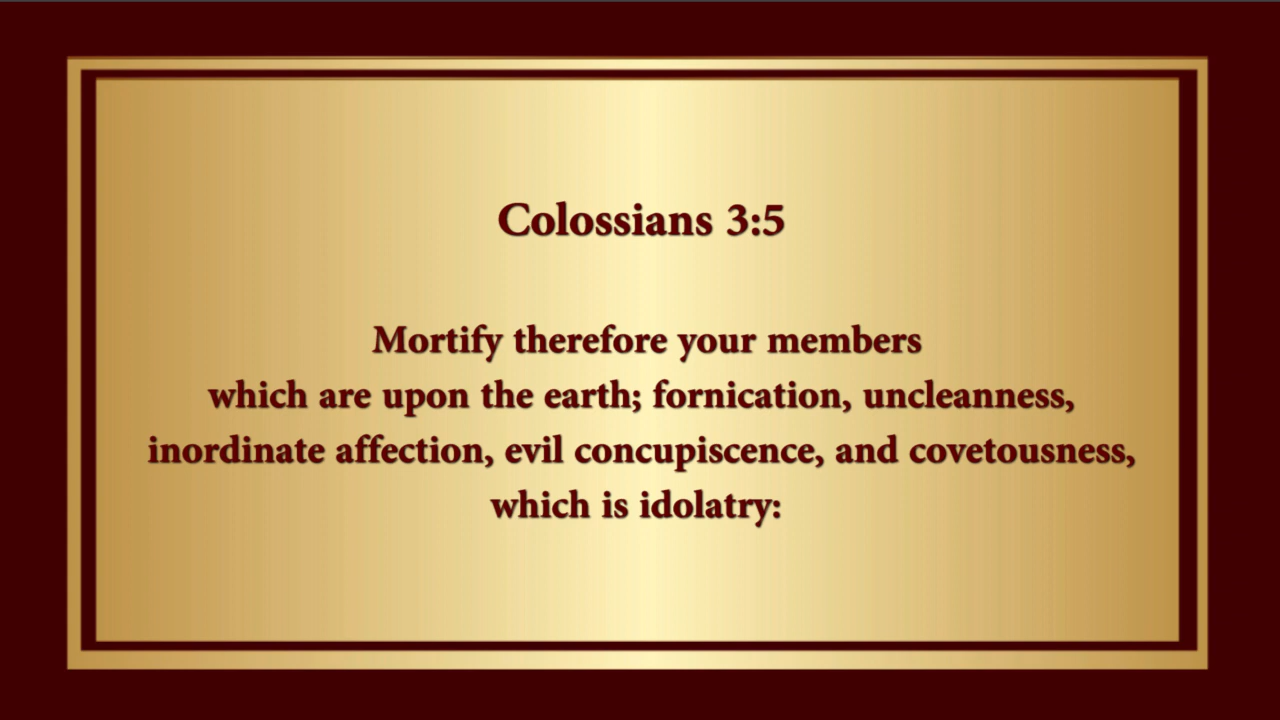 Colossians 3:5
Mortify therefore your members
which are upon the earth; fornication, uncleanness,
inordinate affection, evil concupiscence, and covetousness,
which is idolatry: